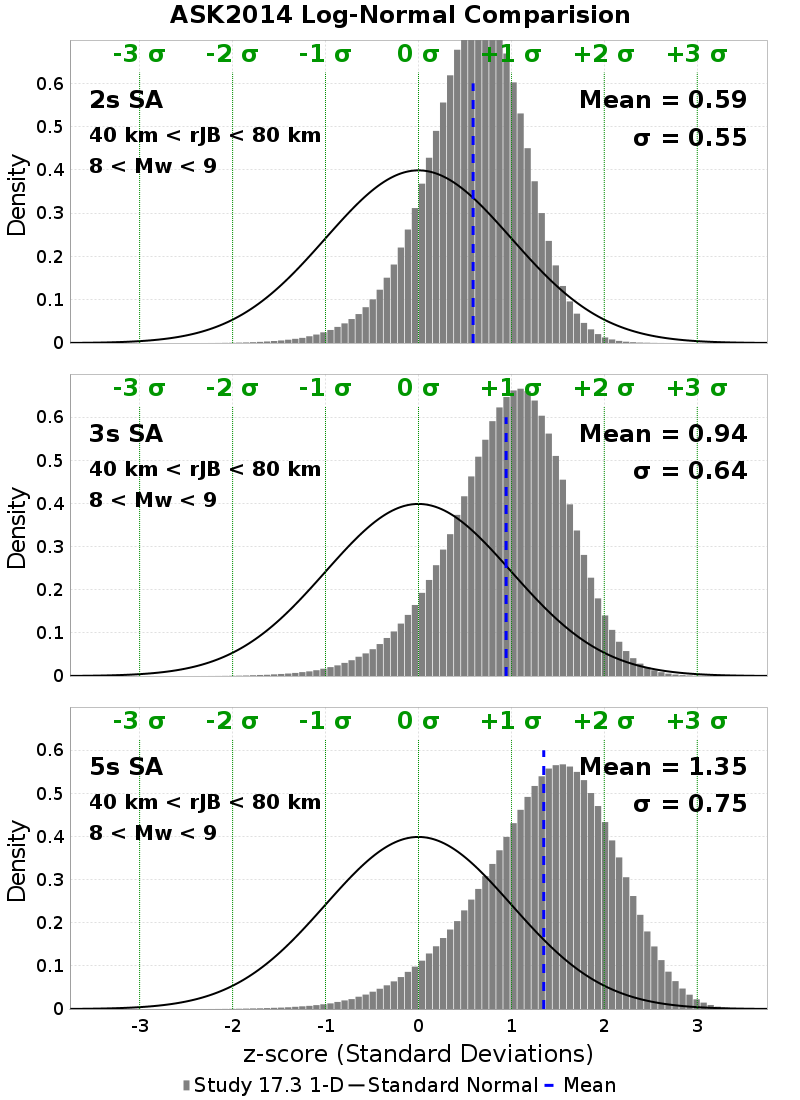 ASK2014 Log-Normal Comparision
-3 σ -2 σ -1 σ 0 σ +1 σ +2 σ +3 σ
0.6
2s SA Mean = 0.59
0.5
40 km < rJB < 80 km σ = 0.55
8 < Mw < 9
0.4
0.3
0.2
0.1
0
Density
-3 σ -2 σ -1 σ 0 σ +1 σ +2 σ +3 σ
0.6
3s SA Mean = 0.94
0.5
40 km < rJB < 80 km σ = 0.64
8 < Mw < 9
0.4
0.3
0.2
0.1
0
Density
-3 σ -2 σ -1 σ 0 σ +1 σ +2 σ +3 σ
0.6
5s SA Mean = 1.35
0.5
40 km < rJB < 80 km σ = 0.75
8 < Mw < 9
0.4
0.3
0.2
0.1
0
Density
-3 -2 -1 0 1 2 3
z-score (Standard Deviations)
Study 17.3 1-D Standard Normal Mean